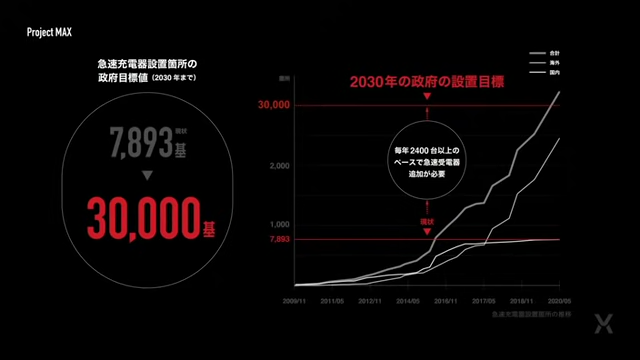 Project MAX
急速充電器設置箇所の
政府目標値(2030年まで)
7,893基
現状
30,000基
合計
海外
国内
箇所
2030年の政府の設置目標
30,000
毎年2400台以上の
ペースで急速受電器
追加が必要
2,000
1,000
現状
7,893
2009/11 2011/05 2012/11 2014/05 2016/11 2017/05 2018/11 2020/05
急速充電器設置箇所の推移
X